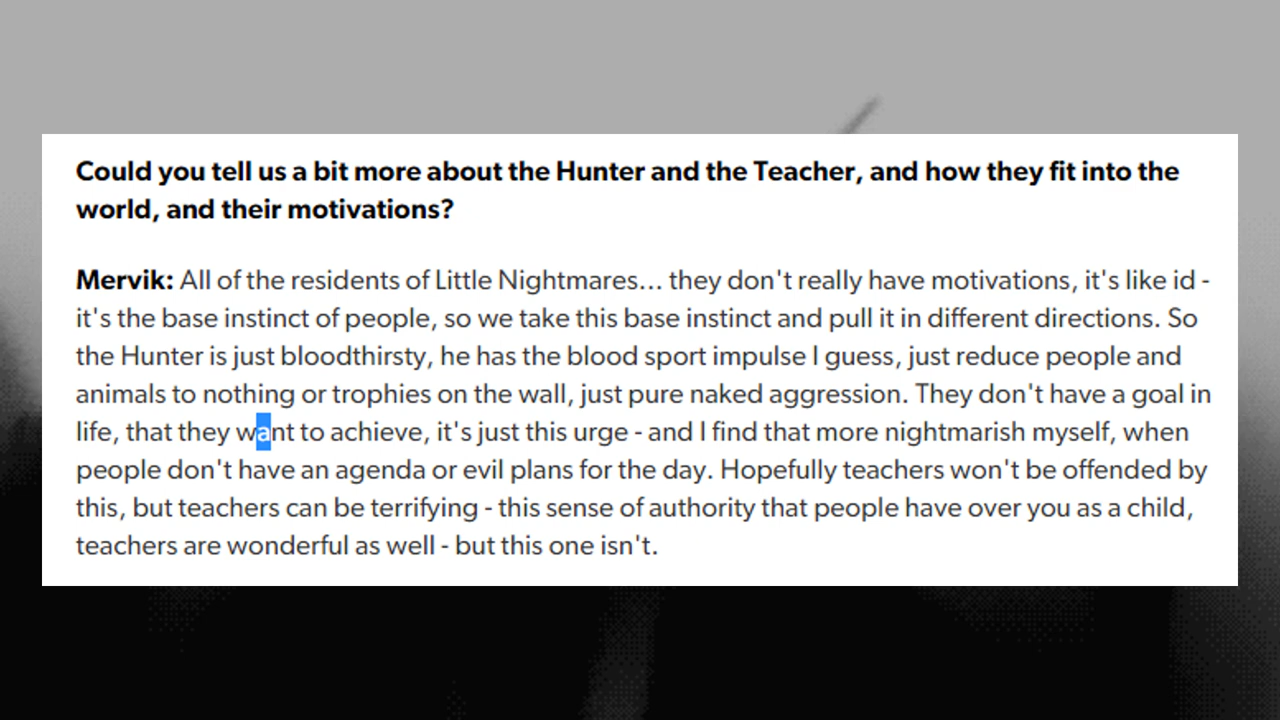 Could you tell us a bit more about the Hunter and the Teacher, and how they fit into the
world, and their motivations?
Mervik: All of the residents of Little Nightmares... they don't really have motivations, it's like id -
it's the base instinct of people, so we take this base instinct and pull it in different directions. So
the Hunter is just bloodthirsty, he has the blood sport impulse I guess, just reduce people and
animals to nothing or trophies on the wall, just pure naked aggression. They don't have a goal in
life, that they want to achieve, it's just this urge - and I find that more nightmarish myself, when
people don't have an agenda or evil plans for the day. Hopefully teachers won't be offended by
this, but teachers can be terrifying - this sense of authority that people have over you as a child,
teachers are wonderful as well - but this one isn't.